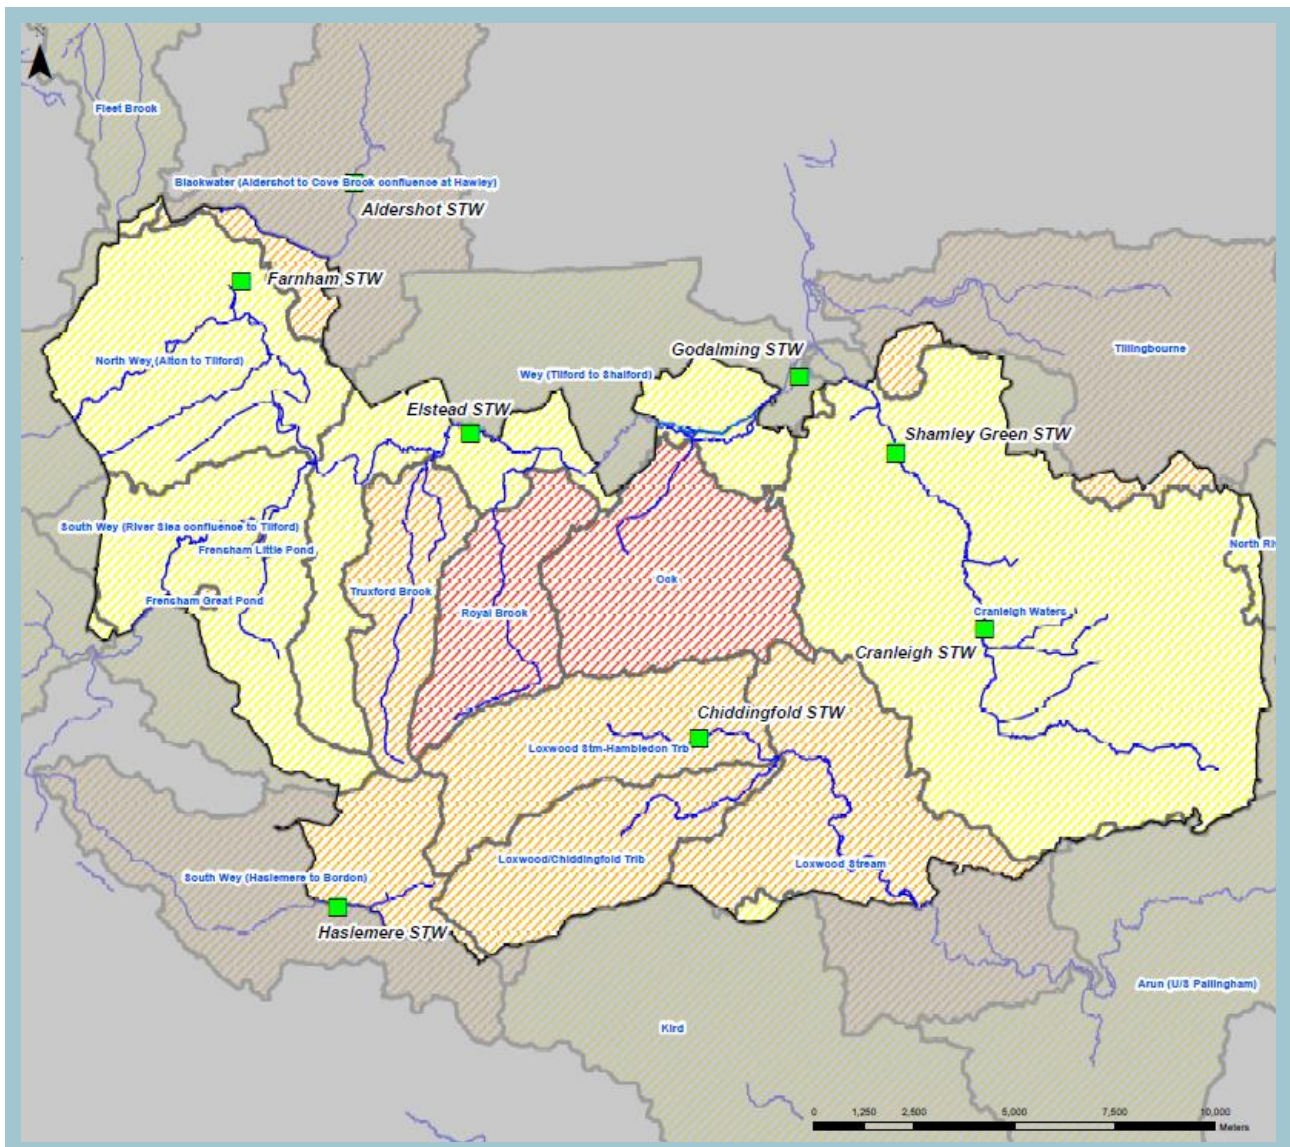 N
Fleet Brook
Blackwater (Aldershot to Cove Brook confluence at Hawley)
Aldershot STW
Farnham STW
Godalming STW
Tillingbourne
North Wey (Alton to Tilford)
Wey (Tilford to Shalford)
Elstead STW
Shamley Green STW
South Wey (River Slea confluence to Tilford)
Frensham Little Pond
North Ri
Ock
Truxford Brook
Frensham Great Pond
Royal Brook
Cranleigh Waters
Cranleigh STW
Chiddingfold STW
Loxwood Stm-Hambledon Trb
Loxwood/Chiddingfold Trib
Loxwood Stream
South Wey (Haslemere to Bordon)
Haslemere STW
Arun (U/S Pallingham)
Kird
0 1,250 2,500 5,000 7,500 10,000
Meters